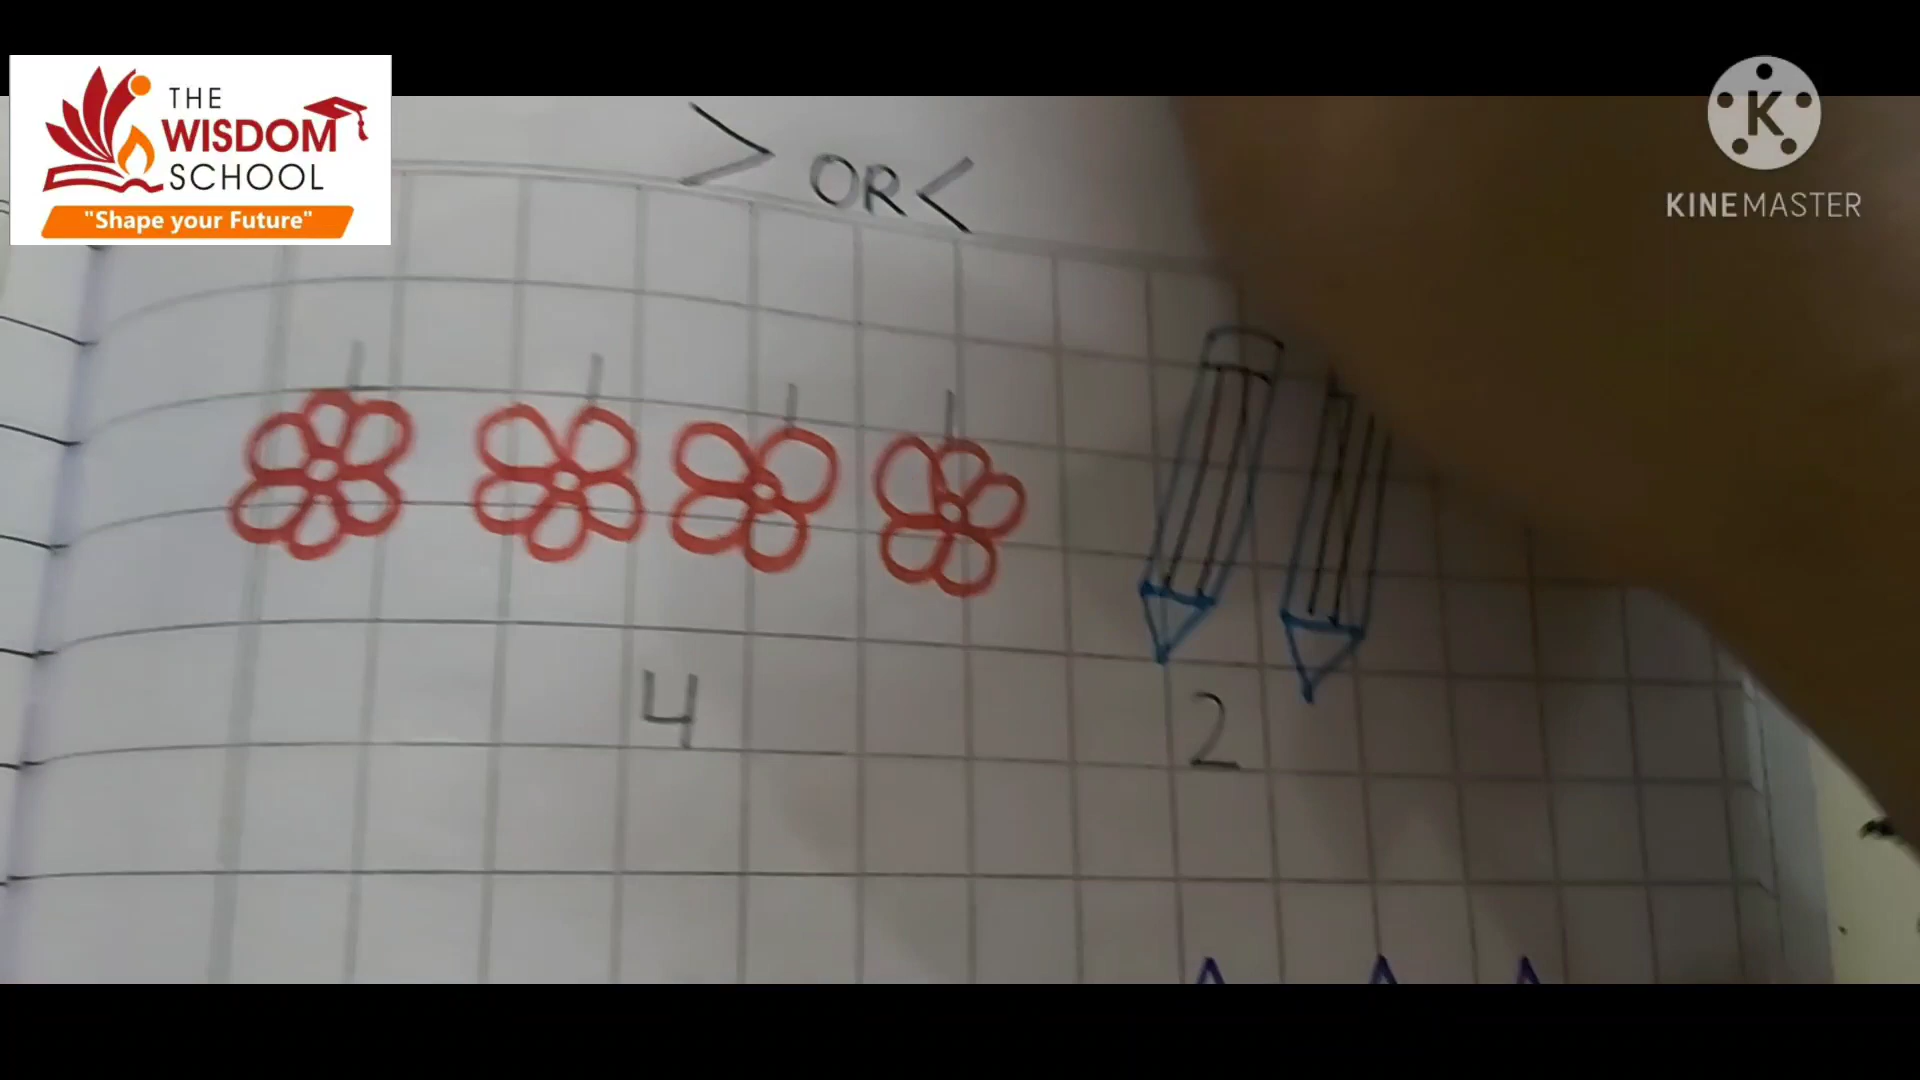 THE
WISDOM
SCHOOL
"Shape your Future"
K
KINEMASTER
> OR <
4 2